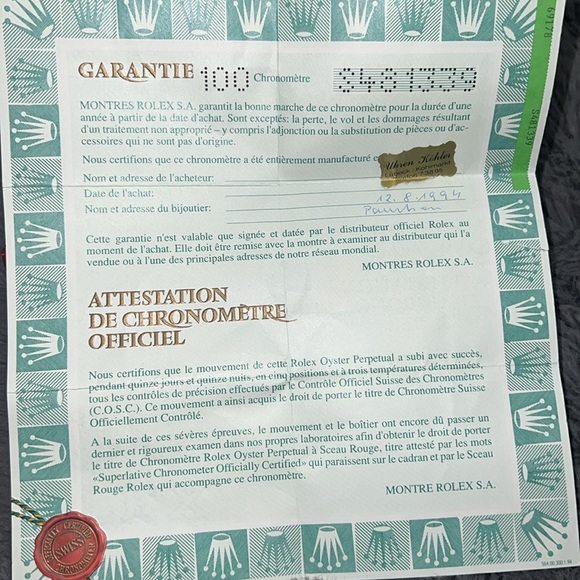 69178
S481339
GARANTIE 100 Chronomètre S481339
MONTRES ROLEX S.A. garantit la bonne marche de ce chronomètre pour la durée d'une
année à partir de la date d'achat. Sont exceptés: la perte, le vol et les dommages résultant
d'un traitement non approprié – y compris l'adjonction ou la substitution de pièces ou d'ac-
cessoires qui ne sont pas d'origine.
Nous certifions que ce chronomètre a été entièrement manufacturé
Uhren Köhler
Nom et adresse de l'acheteur:
Date de l'achat: 12.8.1994
Nom et adresse du bijoutier:
Cette garantie n'est valable que signée et datée par le distributeur officiel Rolex au
moment de l'achat. Elle doit être remise avec la montre à examiner au distributeur qui l'a
vendue ou à l'une des principales adresses de notre réseau mondial.
MONTRES ROLEX S.A.
ATTESTATION
DE CHRONOMÈTRE
OFFICIEL
Nous certifions que le mouvement de cette Rolex Oyster Perpetual a subi avec succès,
pendant quinze jours et quinze nuits, en cinq positions et à trois températures déterminées,
tous les contrôles de précision effectués par le Contrôle Officiel Suisse des Chronomètres
(C.O.S.C.). Ce mouvement a ainsi acquis le droit de porter le titre de Chronomètre Suisse
Officiellement Contrôlé.
A la suite de ces sévères épreuves, le mouvement et le boîtier ont encore dû passer un
dernier et rigoureux examen dans nos propres laboratoires afin d'obtenir le droit de porter
le titre de Chronomètre Rolex Oyster Perpetual à Sceau Rouge, titre attesté par les mots
«Superlative Chronometer Officially Certified» qui paraissent sur le cadran et par le Sceau
Rouge Rolex qui accompagne ce chronomètre.
MONTRE ROLEX S.A.
OFFICIALLY CERTIFIED
SWISS
CHRONOMETER